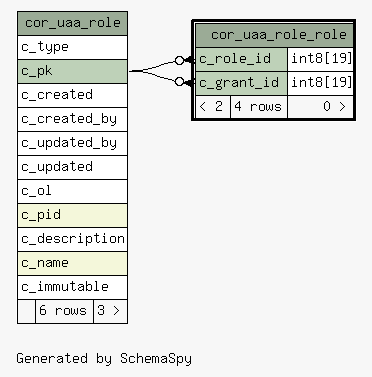 cor_uaa_role
c_type
c_pk
c_created
c_created_by
c_updated_by
c_updated
c_ol
c_pid
c_description
c_name
c_immutable
6 rows 3 >
cor_uaa_role_role
c_role_id int8[19]
c_grant_id int8[19]
< 2 4 rows 0 >
Generated by SchemaSpy